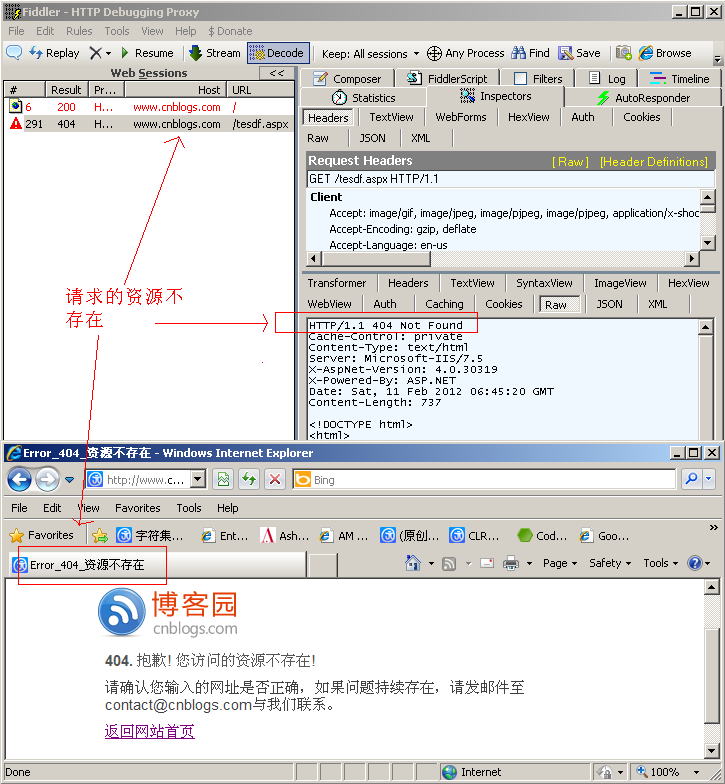 Fiddler - HTTP Debugging Proxy
File Edit Rules Tools View Help $ Donate
Replay Resume Stream Decode Keep: All sessions Any Process Find Save Browse
Web Sessions <<
# Result Pr... Host URL
6 200 H... www.cnblogs.com /
291 404 H... www.cnblogs.com /tesdf.aspx
请求的资源不
存在
Composer FiddlerScript Filters Log Timeline
Statistics Inspectors AutoResponder
Headers TextView WebForms HexView Auth Cookies
Raw JSON XML
Request Headers [ Raw ] [Header Definitions]
GET /tesdf.aspx HTTP/1.1
Client
Accept: image/gif, image/jpeg, image/pjpeg, image/pjpeg, application/x-shoc
Accept-Encoding: gzip, deflate
Accept-Language: en-us
Transformer Headers TextView SyntaxView ImageView HexView
WebView Auth Caching Cookies Raw JSON XML
HTTP/1.1 404 Not Found
Cache-Control: private
Content-Type: text/html
Server: Microsoft-IIS/7.5
X-AspNet-Version: 4.0.30319
X-Powered-By: ASP.NET
Date: Sat, 11 Feb 2012 06:45:20 GMT
Content-Length: 737
<!DOCTYPE html>
<html>
Error_404_资源不存在 - Windows Internet Explorer
http://www.c... Bing
File Edit View Favorites Tools Help
Favorites 字符集... Ent... Ash... AM ... (原创... CLR... Cod... Goo... »
Error_404_资源不存在 Page Safety Tools
博客园
cnblogs.com
404. 抱歉! 您访问的资源不存在!
请确认您输入的网址是否正确，如果问题持续存在，请发邮件至
contact@cnblogs.com与我们联系。
返回网站首页
Done Internet 100%